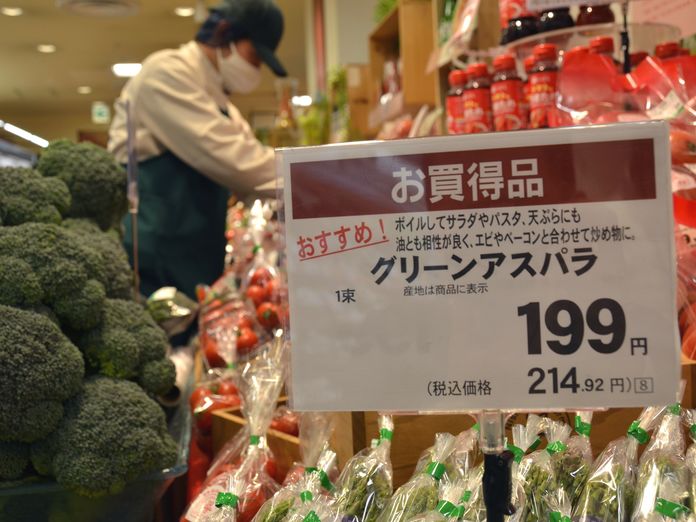 お買得品
おすすめ!
ボイルしてサラダやパスタ、天ぷらにも
油とも相性が良く、エビやベーコンと合わせて炒め物に。
グリーンアスパラ
1束
産地は商品に表示
199円
(税込価格 214.92円)8